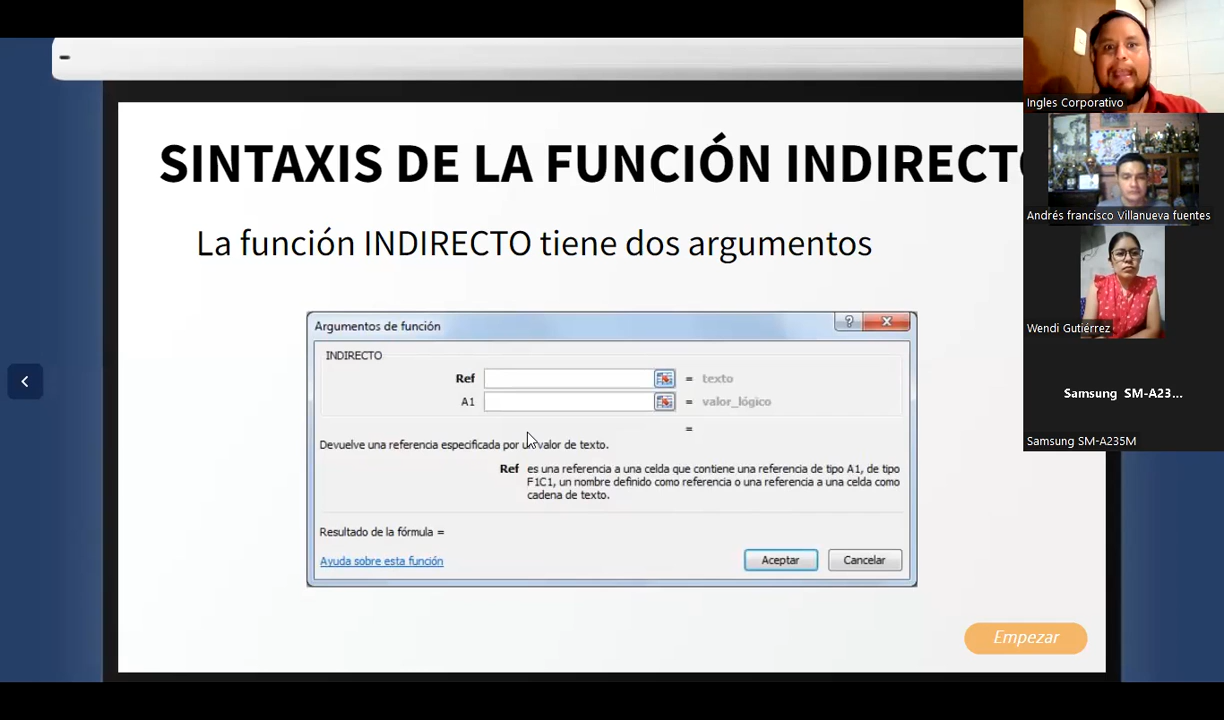 SINTAXIS DE LA FUNCIÓN INDIRECTO
La función INDIRECTO tiene dos argumentos
Argumentos de función
?
INDIRECTO
Ref = texto
A1 = valor_lógico
=
Devuelve una referencia especificada por un valor de texto.
Ref es una referencia a una celda que contiene una referencia de tipo A1, de tipo
F1C1, un nombre definido como referencia o una referencia a una celda como
cadena de texto.
Resultado de la fórmula =
Ayuda sobre esta función
Aceptar
Cancelar
Empezar
Ingles Corporativo
Andrés francisco Villanueva fuentes
Wendi Gutiérrez
Samsung SM-A23...
Samsung SM-A235M